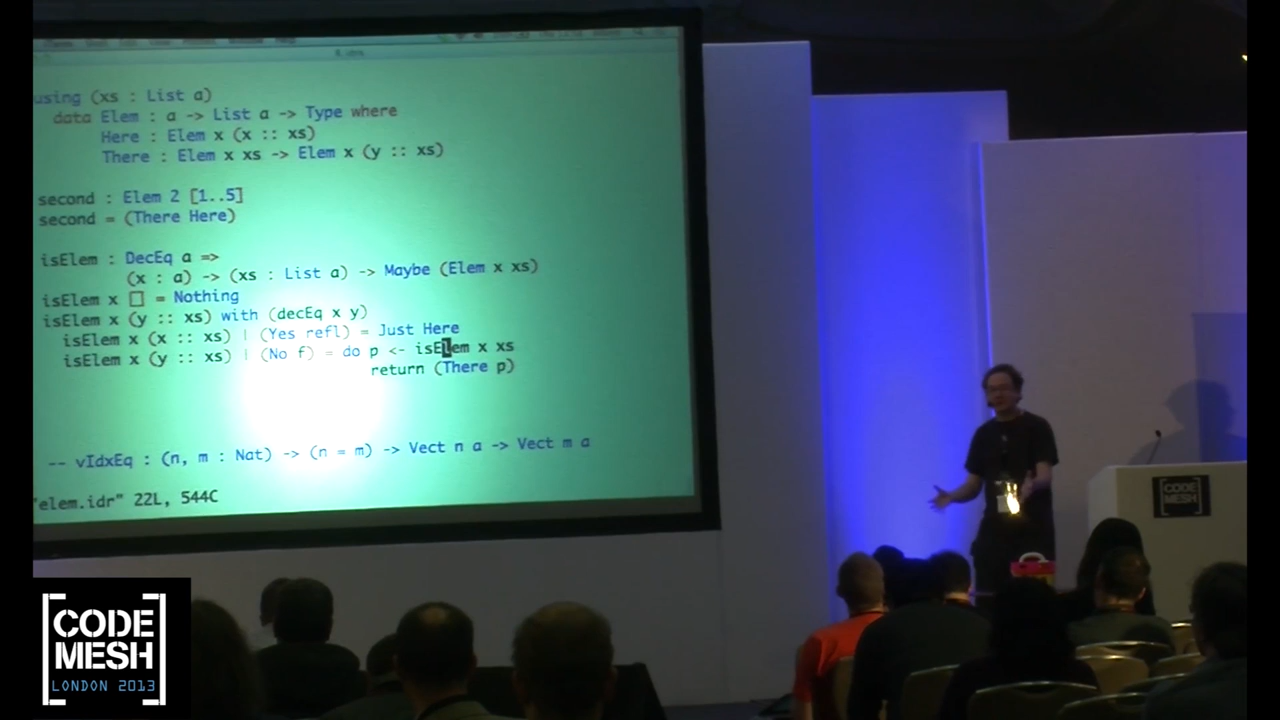 using (xs : List a)
data Elem : a -> List a -> Type where
Here : Elem x (x :: xs)
There : Elem x xs -> Elem x (y :: xs)
second : Elem 2 [1..5]
second = (There Here)
isElem : DecEq a =>
(x : a) -> (xs : List a) -> Maybe (Elem x xs)
isElem x [] = Nothing
isElem x (y :: xs) with (decEq x y)
isElem x (x :: xs) | (Yes refl) = Just Here
isElem x (y :: xs) | (No f) = do p <- isElem x xs
return (There p)
-- vIdxEq : (n, m : Nat) -> (n = m) -> Vect n a -> Vect m a
"elem.idr" 22L, 544C
[CODE
MESH]
[CODE
MESH
LONDON 2013]